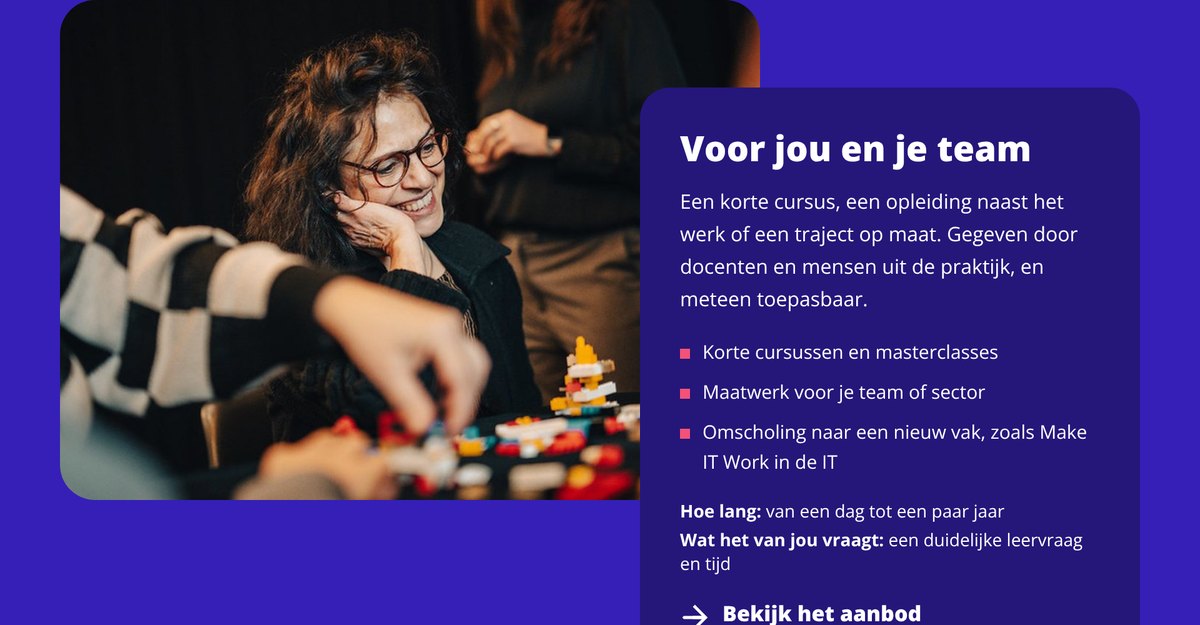 Voor jou en je team
Een korte cursus, een opleiding naast het
werk of een traject op maat. Gegeven door
docenten en mensen uit de praktijk, en
meteen toepasbaar.
Korte cursussen en masterclasses
Maatwerk voor je team of sector
Omscholing naar een nieuw vak, zoals Make
IT Work in de IT
Hoe lang: van een dag tot een paar jaar
Wat het van jou vraagt: een duidelijke leervraag
en tijd
Bekijk het aanbod